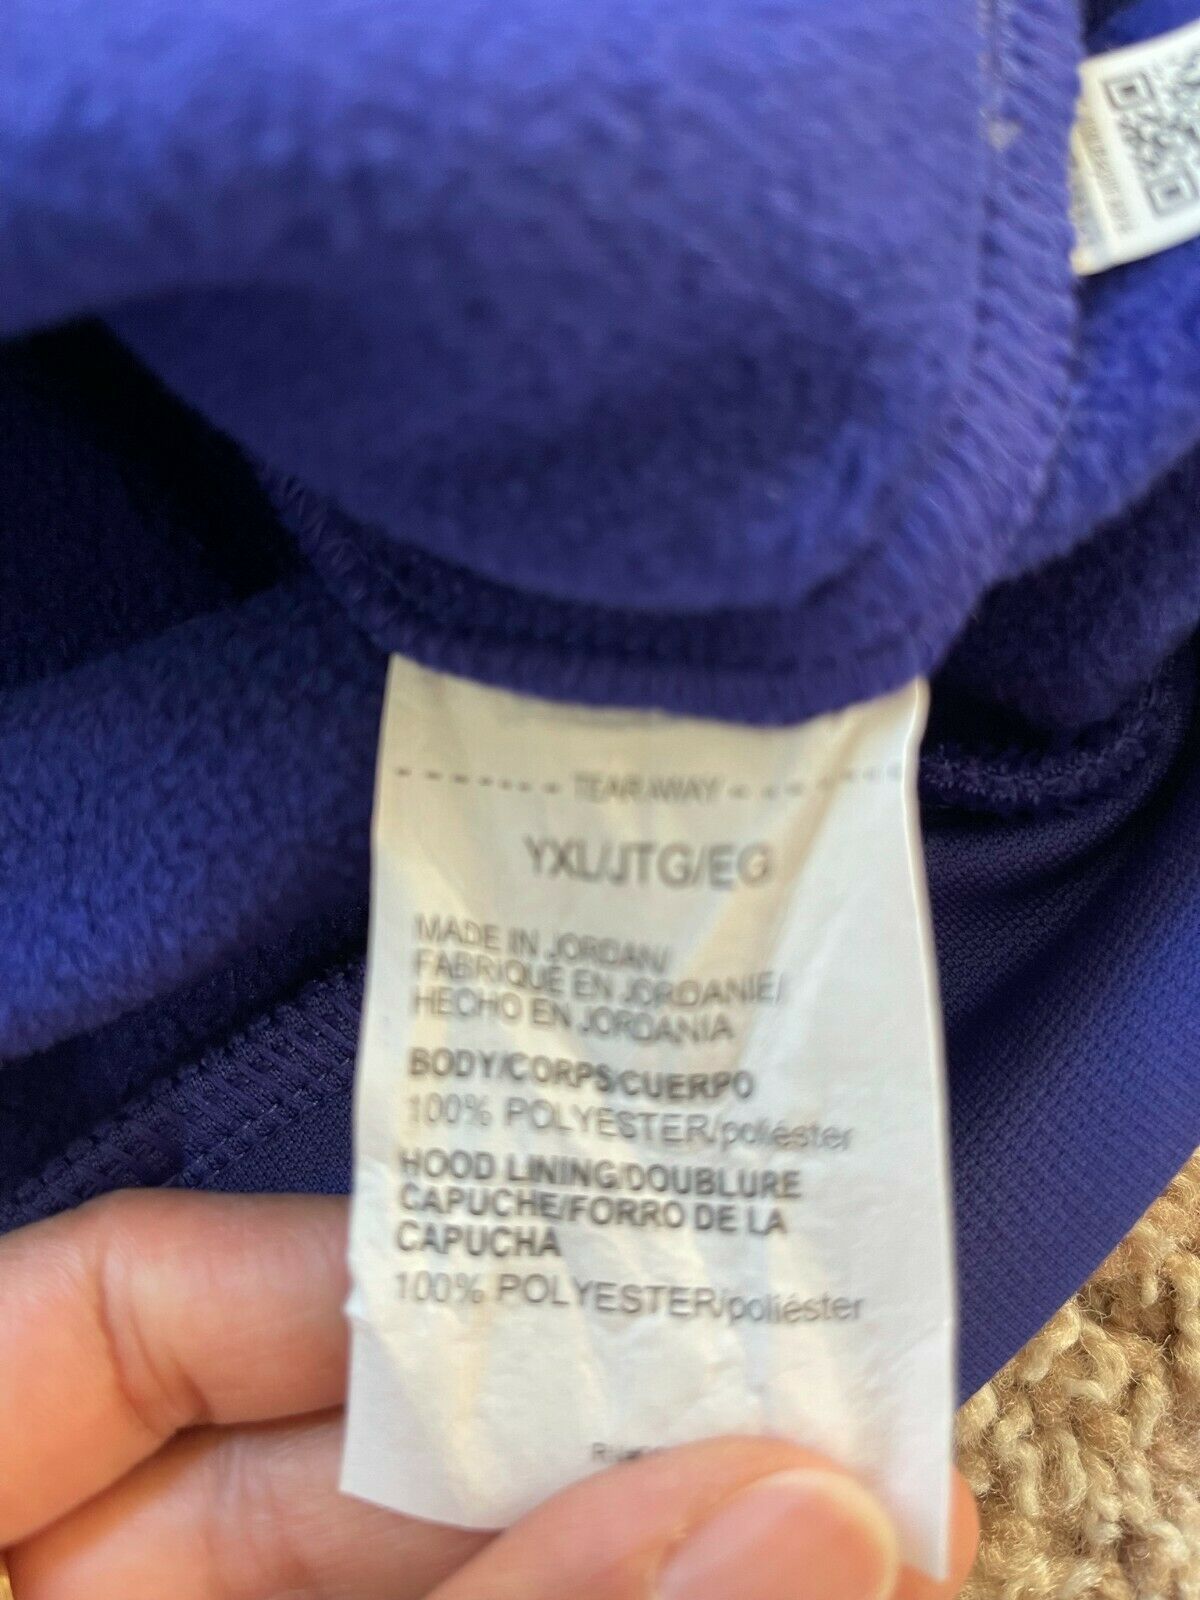 TEAR AWAY
YXL/JTG/EG
MADE IN JORDAN/
FABRIQUÉ EN JORDANIE/
HECHO EN JORDANIA
BODY/CORPS/CUERPO
100% POLYESTER/poliéster
HOOD LINING/DOUBLURE
CAPUCHE/FORRO DE LA
CAPUCHA
100% POLYESTER/poliéster